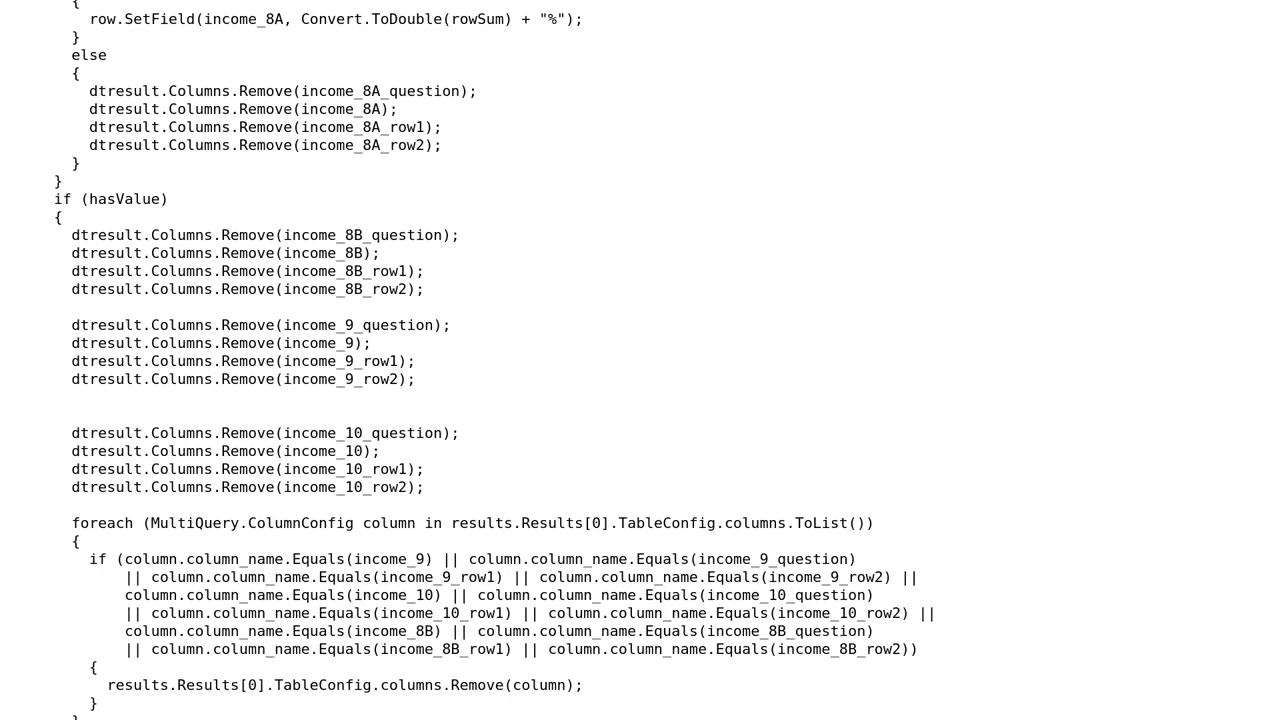 {
row.SetField(income_8A, Convert.ToDouble(rowSum) + "%");
}
else
{
dtresult.Columns.Remove(income_8A_question);
dtresult.Columns.Remove(income_8A);
dtresult.Columns.Remove(income_8A_row1);
dtresult.Columns.Remove(income_8A_row2);
}
}
if (hasValue)
{
dtresult.Columns.Remove(income_8B_question);
dtresult.Columns.Remove(income_8B);
dtresult.Columns.Remove(income_8B_row1);
dtresult.Columns.Remove(income_8B_row2);
dtresult.Columns.Remove(income_9_question);
dtresult.Columns.Remove(income_9);
dtresult.Columns.Remove(income_9_row1);
dtresult.Columns.Remove(income_9_row2);
dtresult.Columns.Remove(income_10_question);
dtresult.Columns.Remove(income_10);
dtresult.Columns.Remove(income_10_row1);
dtresult.Columns.Remove(income_10_row2);
foreach (MultiQuery.ColumnConfig column in results.Results[0].TableConfig.columns.ToList())
{
if (column.column_name.Equals(income_9) || column.column_name.Equals(income_9_question)
|| column.column_name.Equals(income_9_row1) || column.column_name.Equals(income_9_row2) ||
column.column_name.Equals(income_10) || column.column_name.Equals(income_10_question)
|| column.column_name.Equals(income_10_row1) || column.column_name.Equals(income_10_row2) ||
column.column_name.Equals(income_8B) || column.column_name.Equals(income_8B_question)
|| column.column_name.Equals(income_8B_row1) || column.column_name.Equals(income_8B_row2))
{
results.Results[0].TableConfig.columns.Remove(column);
}
}